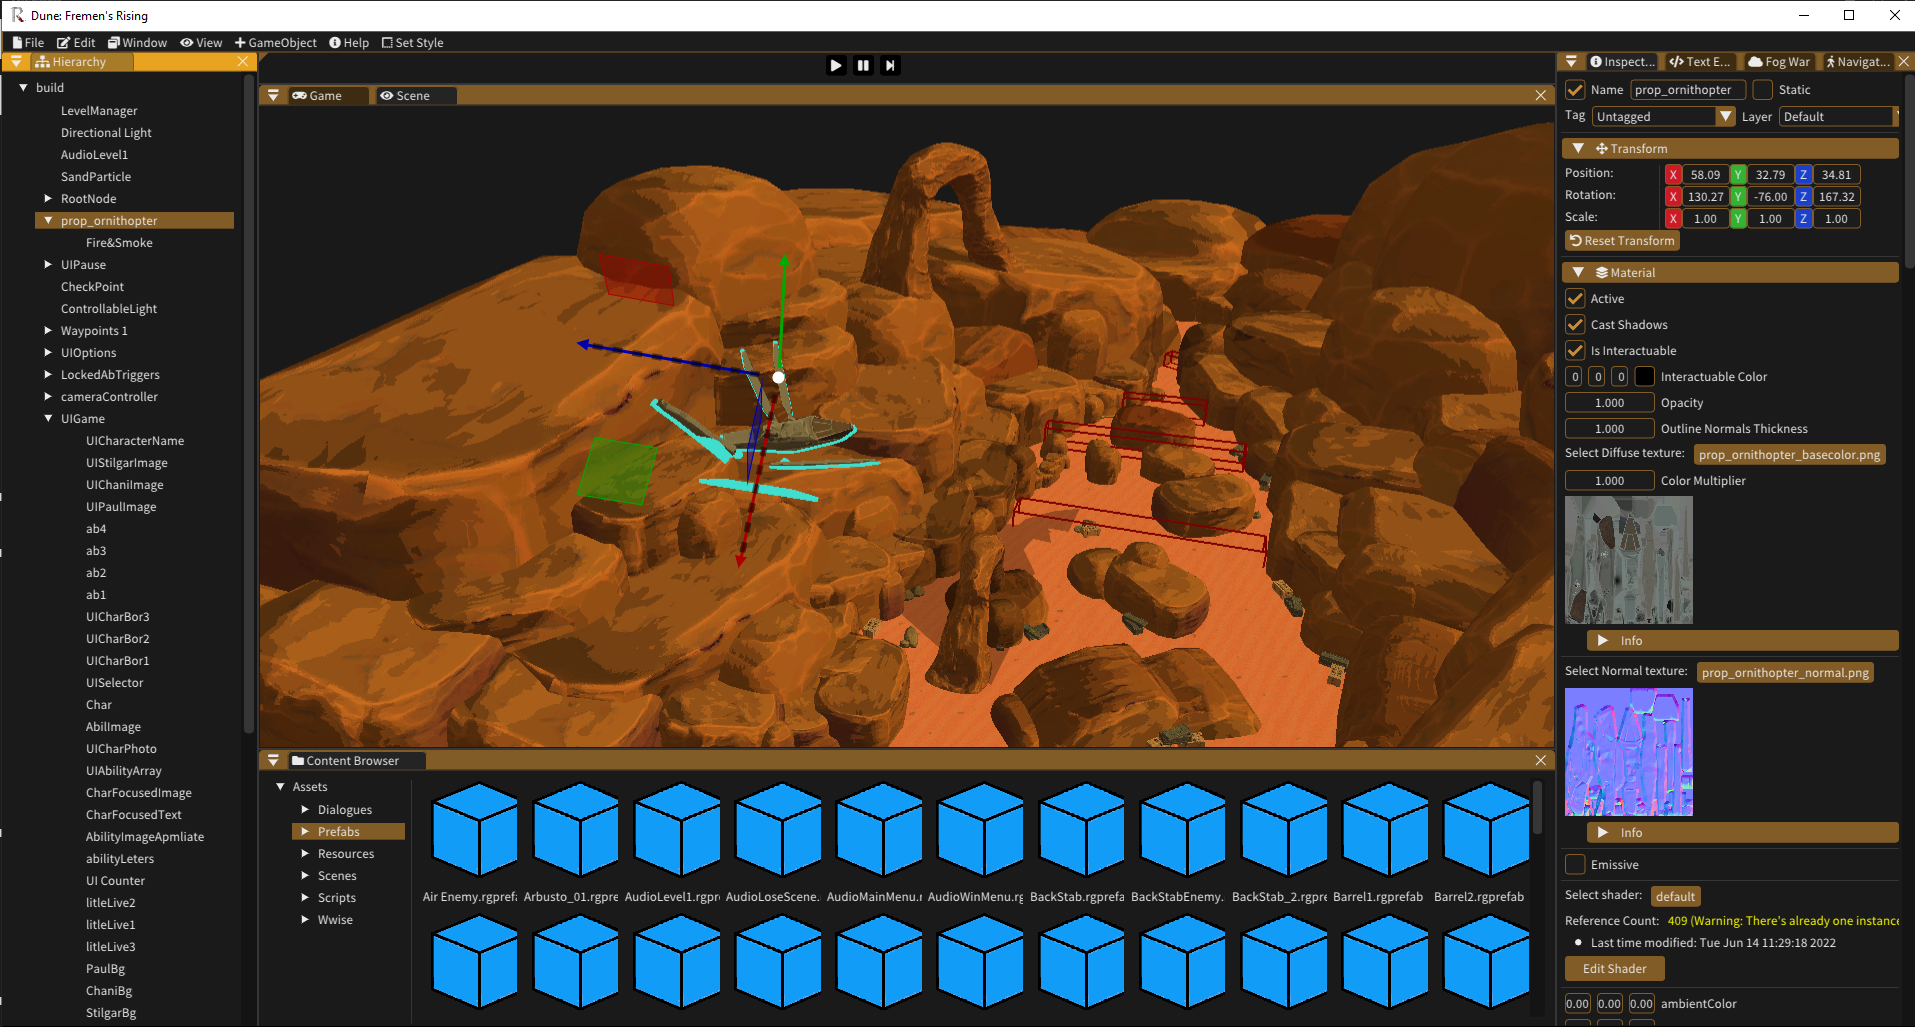 Dune: Fremen's Rising
File Edit Window View GameObject Help Set Style
Hierarchy
build
LevelManager
Directional Light
AudioLevel1
SandParticle
RootNode
prop_ornithopter
Fire&Smoke
UIPause
CheckPoint
ControllableLight
Waypoints 1
UIOptions
LockedAbTriggers
cameraController
UIGame
UICharacterName
UIStilgarImage
UIChaniImage
UIPaulImage
ab4
ab3
ab2
ab1
UICharBor3
UICharBor2
UICharBor1
UISelector
Char
AbilImage
UICharPhoto
UIAbilityArray
CharFocusedImage
CharFocusedText
AbilityImageApmliate
abilityLeters
UI Counter
litleLive2
litleLive1
litleLive3
PaulBg
ChaniBg
StilgarBg
Game Scene
Content Browser
Assets
Dialogues
Prefabs
Resources
Scenes
Scripts
Wwise
Air Enemy.rgprefa Arbusto_01.rgpre AudioLevel1.rgpr AudioLoseScene. AudioMainMenu.r AudioWinMenu.rg BackStab.rgprefa BackStabEnemy. BackStab_2.rgpre Barrel1.rgprefab Barrel2.rgprefab
Inspect... Text E... Fog War Navigat...
Name prop_ornithopter Static
Tag Untagged Layer Default
Transform
Position: X 58.09 Y 32.79 Z 34.81
Rotation: X 130.27 Y -76.00 Z 167.32
Scale: X 1.00 Y 1.00 Z 1.00
Reset Transform
Material
Active
Cast Shadows
Is Interactuable
0 0 0 Interactuable Color
1.000 Opacity
1.000 Outline Normals Thickness
Select Diffuse texture: prop_ornithopter_basecolor.png
1.000 Color Multiplier
Info
Select Normal texture: prop_ornithopter_normal.png
Info
Emissive
Select shader: default
Reference Count: 409 (Warning: There's already one instance
Last time modified: Tue Jun 14 11:29:18 2022
Edit Shader
0.00 0.00 0.00 ambientColor